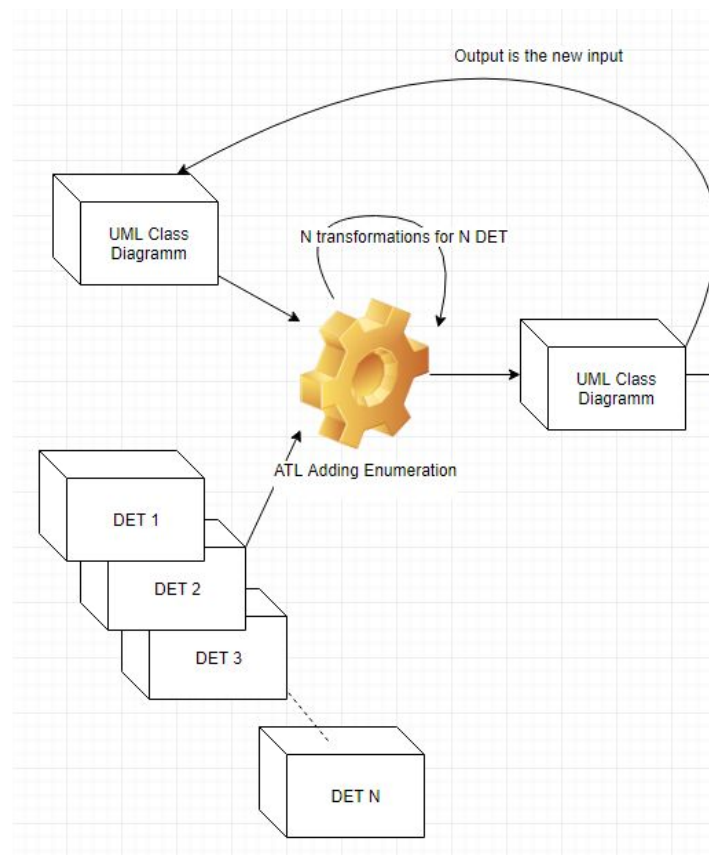 Output is the new input
UML Class
Diagramm
N transformations for N DET
UML Class
Diagramm
ATL Adding Enumeration
DET 1
DET 2
DET 3
DET N